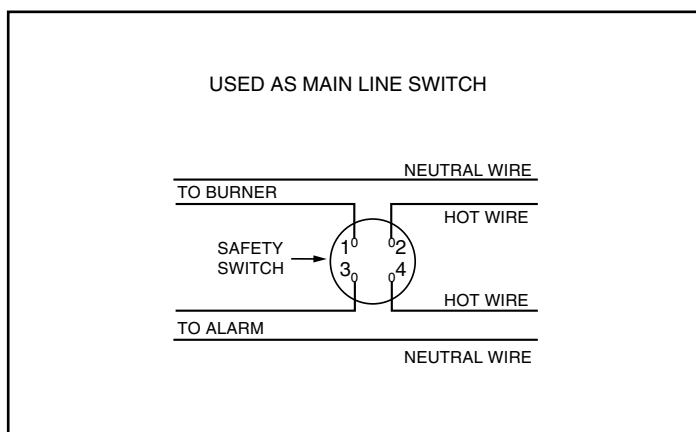 USED AS MAIN LINE SWITCH
NEUTRAL WIRE
TO BURNER
HOT WIRE
1 2
SAFETY
SWITCH
3 4
HOT WIRE
TO ALARM
NEUTRAL WIRE